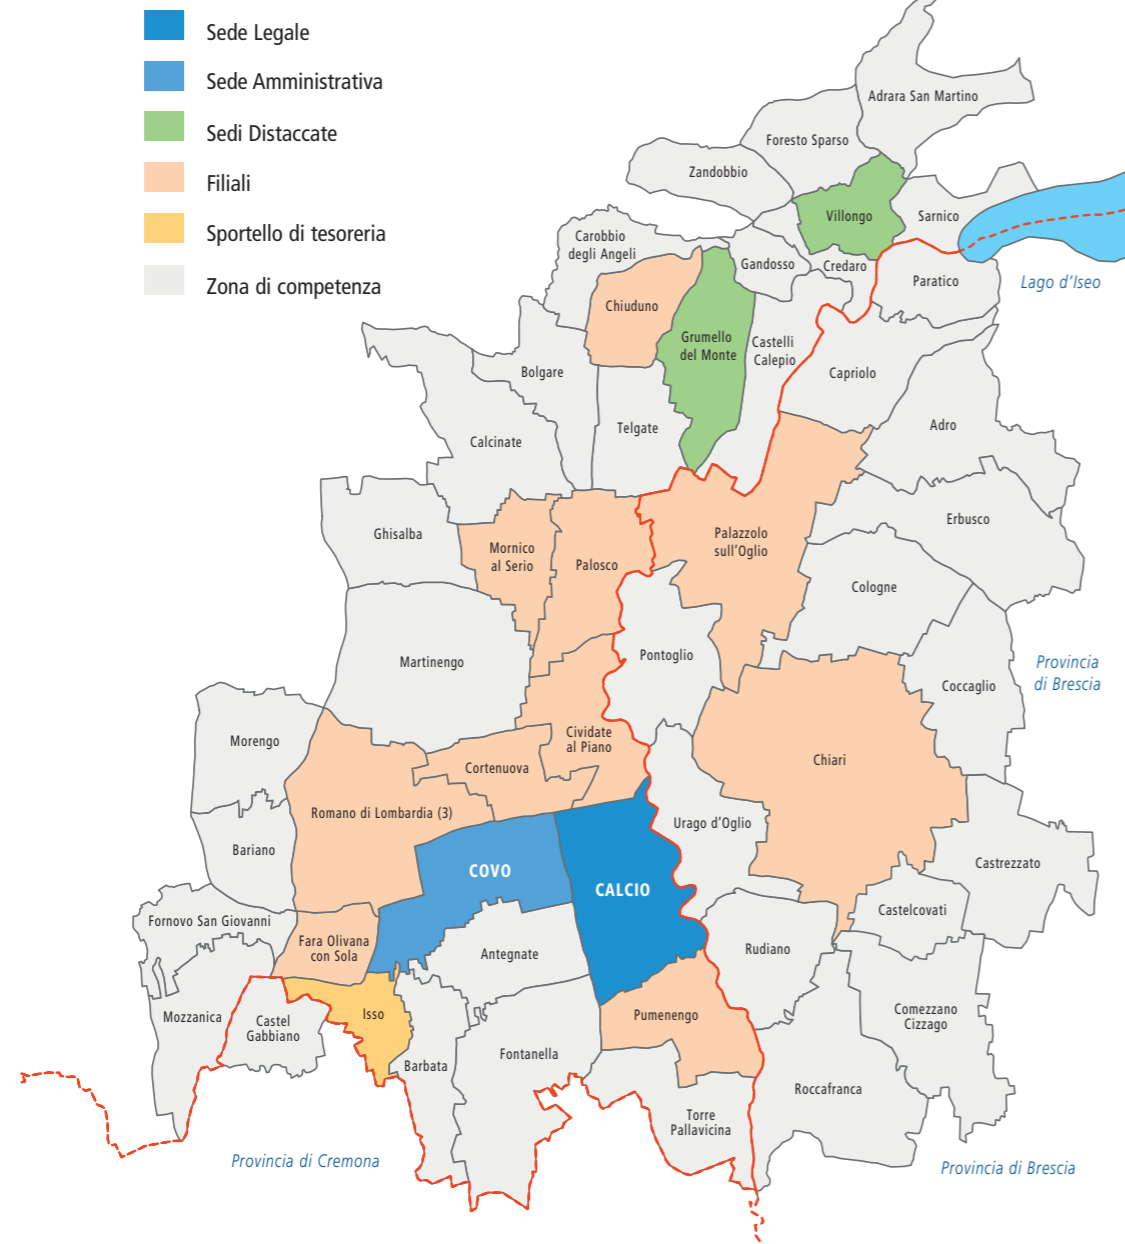 Sede Legale
Sede Amministrativa
Sedi Distaccate
Filiali
Sportello di tesoreria
Zona di competenza
Adrara San Martino
Foresto Sparso
Zandobbio
Villongo
Sarnico
Carobbio
degli Angeli
Gandosso
Credaro
Paratico
Lago d'Iseo
Chiuduno
Grumello
del Monte
Castelli
Calepio
Bolgare
Capriolo
Telgate
Adro
Calcinate
Ghisalba
Mornico
al Serio
Palosco
Palazzolo
sull'Oglio
Erbusco
Cologne
Martinengo
Pontoglio
Provincia
di Brescia
Coccaglio
Morengo
Cividate
al Piano
Cortenuova
Chiari
Romano di Lombardia (3)
Urago d'Oglio
Bariano
COVO
CALCIO
Castrezzato
Castelcovati
Fornovo San Giovanni
Fara Olivana
con Sola
Antegnate
Rudiano
Mozzanica
Castel
Gabbiano
Isso
Pumenengo
Comezzano
Cizzago
Barbata
Fontanella
Roccafranca
Torre
Pallavicina
Provincia di Cremona
Provincia di Brescia